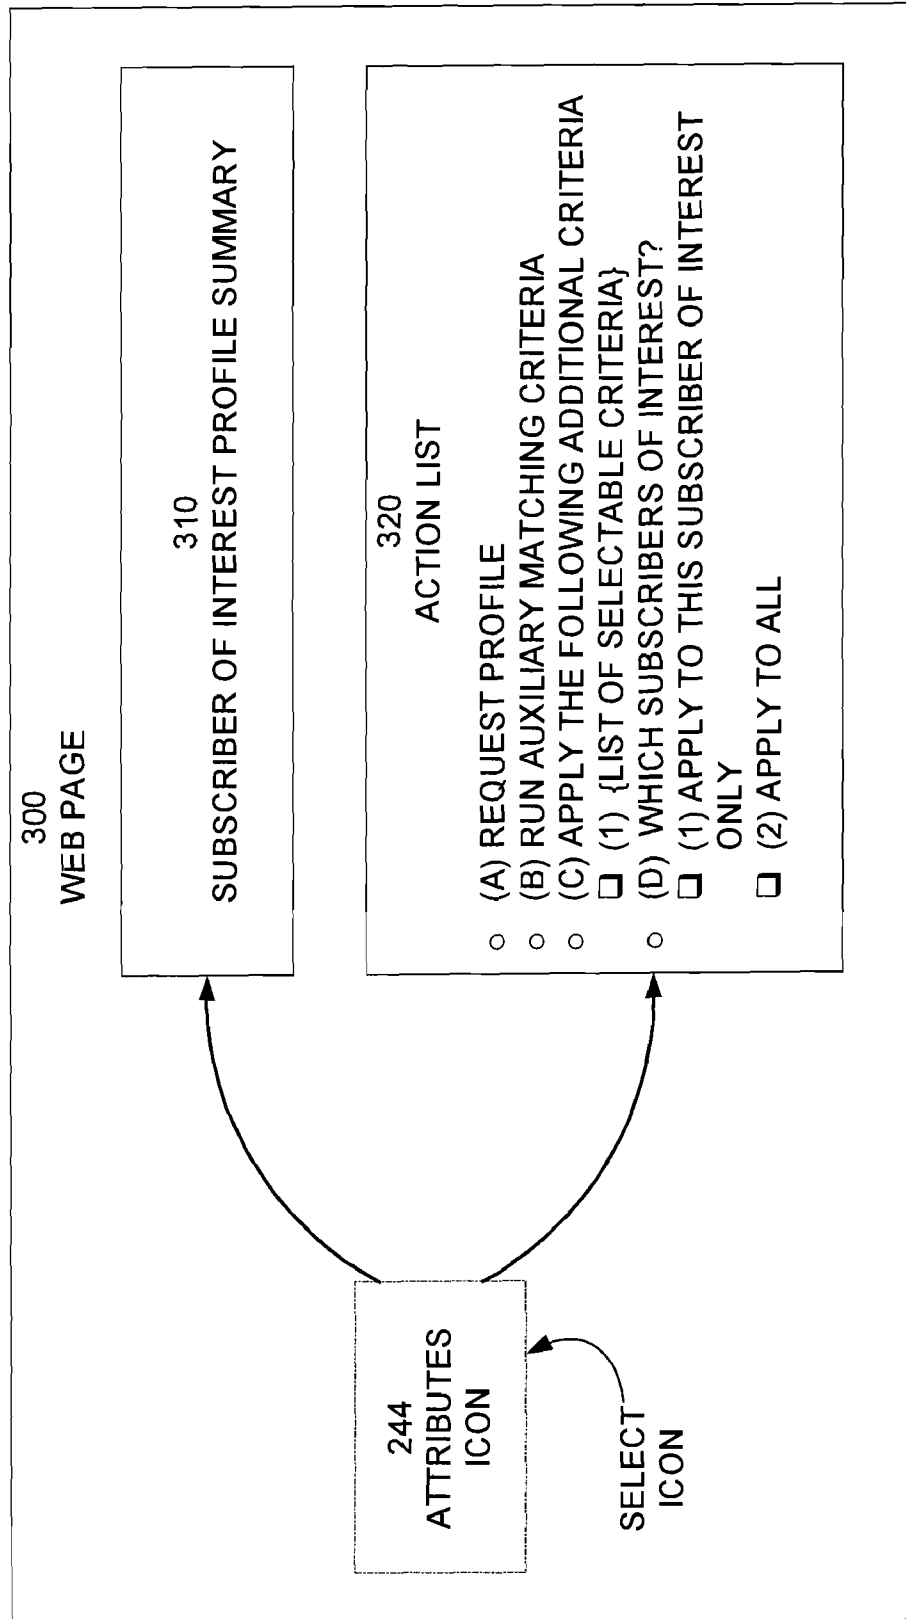 300
WEB PAGE
310
SUBSCRIBER OF INTEREST PROFILE SUMMARY
320
ACTION LIST
(A) REQUEST PROFILE
(B) RUN AUXILIARY MATCHING CRITERIA
(C) APPLY THE FOLLOWING ADDITIONAL CRITERIA
(1) {LIST OF SELECTABLE CRITERIA}
(D) WHICH SUBSCRIBERS OF INTEREST?
(1) APPLY TO THIS SUBSCRIBER OF INTEREST
ONLY
(2) APPLY TO ALL
244
ATTRIBUTES
ICON
SELECT
ICON